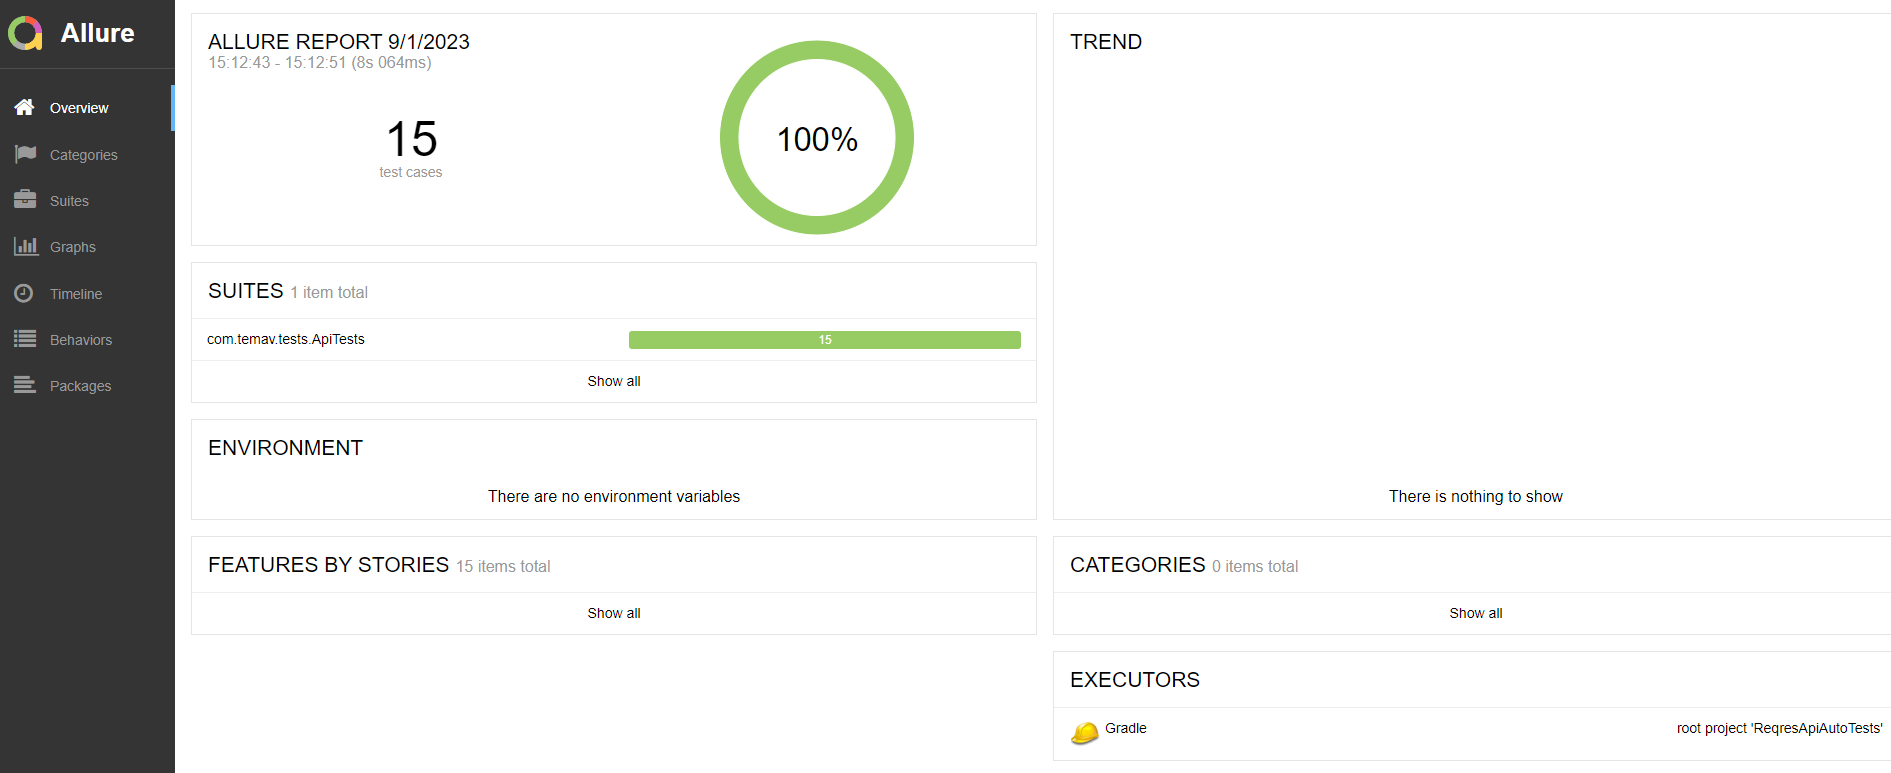 Allure
Overview
Categories
Suites
Graphs
Timeline
Behaviors
Packages
ALLURE REPORT 9/1/2023
15:12:43 - 15:12:51 (8s 064ms)
15
test cases
100%
SUITES 1 item total
com.temav.tests.ApiTests 15
Show all
ENVIRONMENT
There are no environment variables
FEATURES BY STORIES 15 items total
Show all
TREND
There is nothing to show
CATEGORIES 0 items total
Show all
EXECUTORS
Gradle root project 'ReqresApiAutoTests'